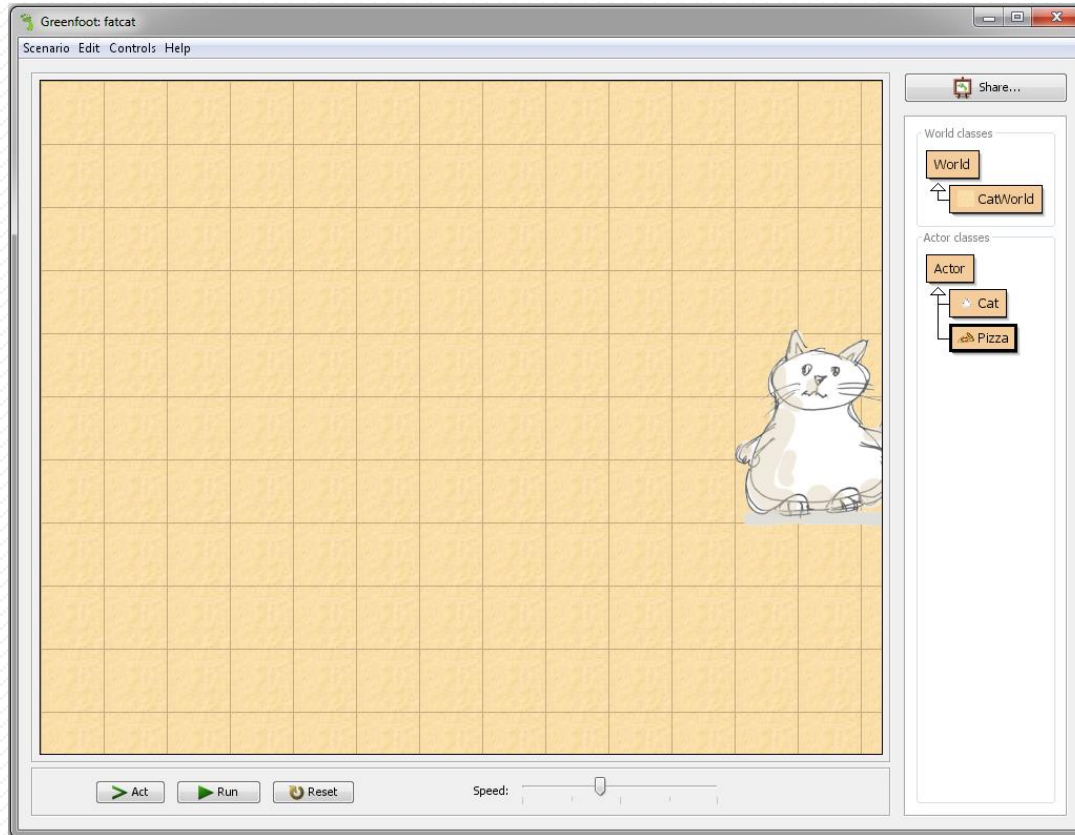 Greenfoot: fatcat
Scenario Edit Controls Help
Share...
World classes
World
CatWorld
Actor classes
Actor
Cat
Pizza
Act Run Reset Speed: